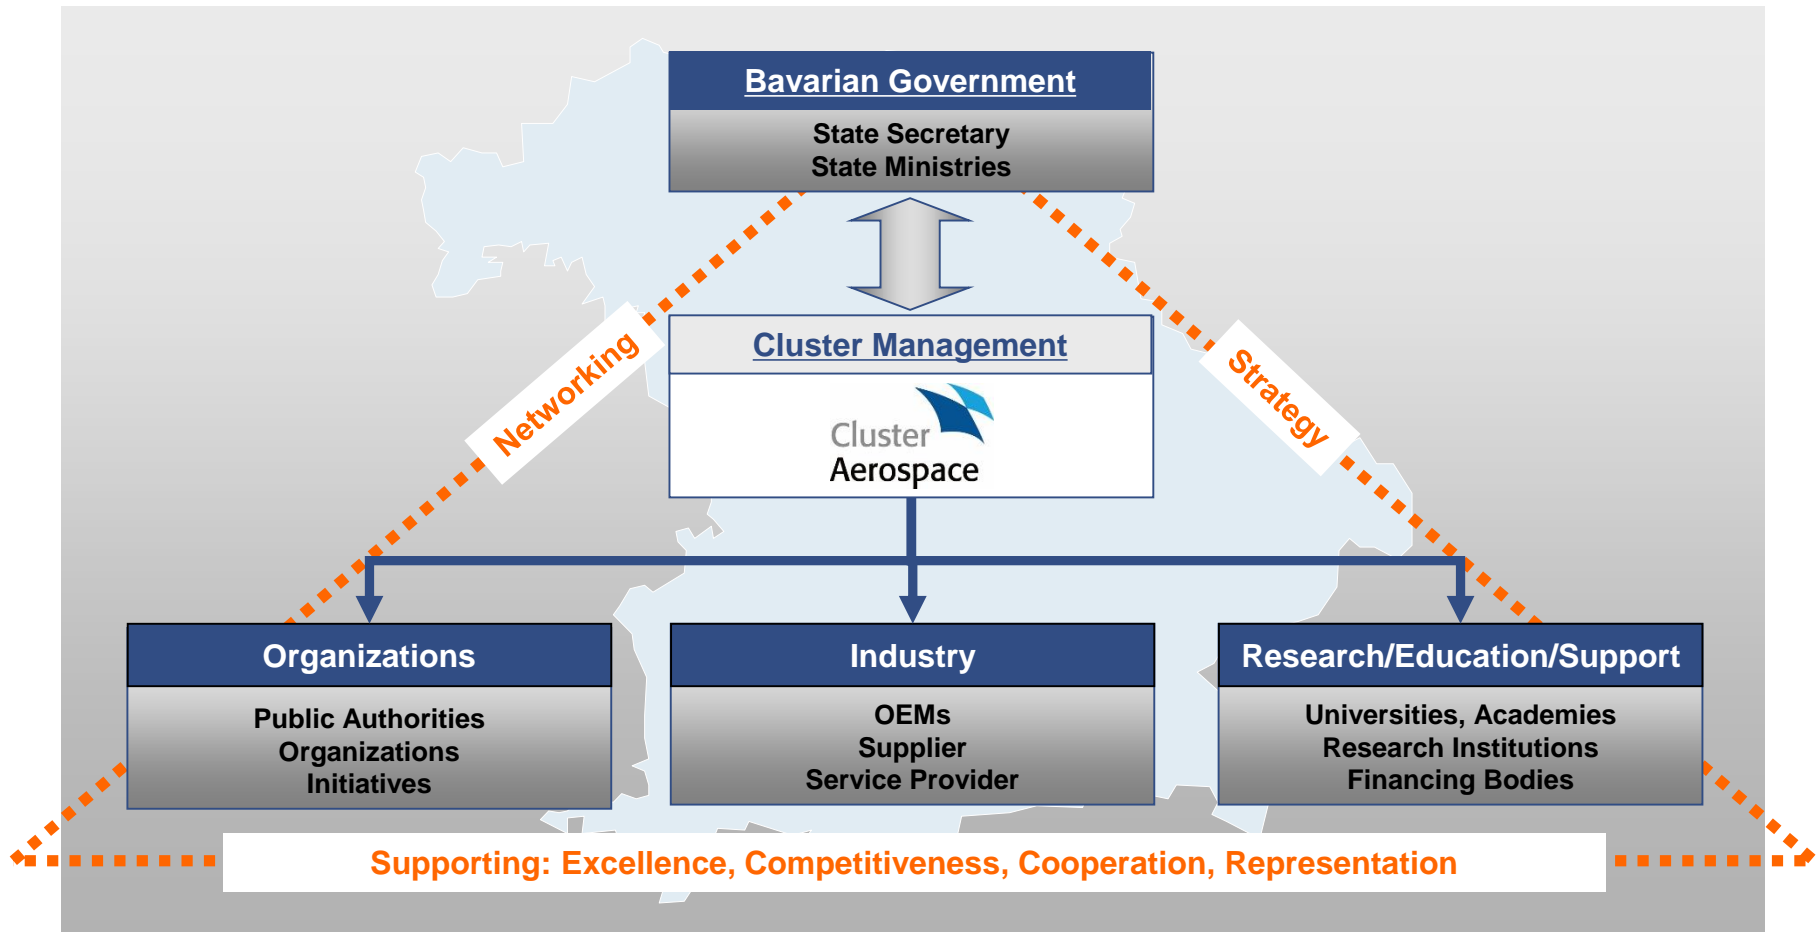 Bavarian Government
State Secretary
State Ministries
Networking
Strategy
Cluster Management
Cluster
Aerospace
Organizations
Public Authorities
Organizations
Initiatives
Industry
OEMs
Supplier
Service Provider
Research/Education/Support
Universities, Academies
Research Institutions
Financing Bodies
Supporting: Excellence, Competitiveness, Cooperation, Representation